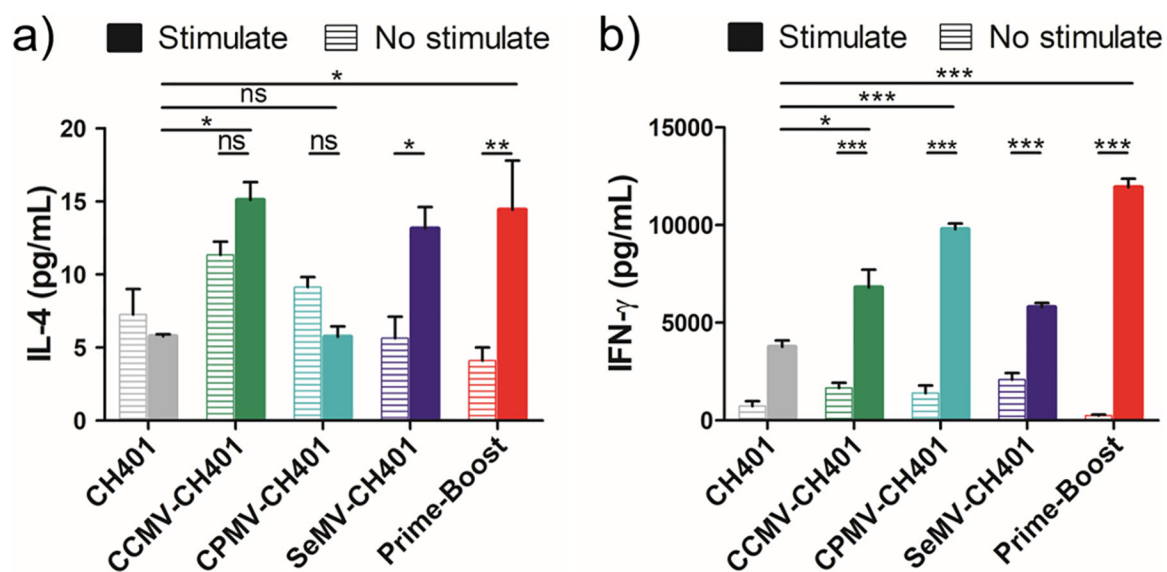 a)
Stimulate
No stimulate
*
ns
*
ns
ns
*
**
20
15
10
5
0
IL-4 (pg/mL)
CH401
CCMV-CH401
CPMV-CH401
SeMV-CH401
Prime-Boost
b)
Stimulate
No stimulate
***
***
*
***
***
***
***
15000
10000
5000
0
IFN-γ (pg/mL)
CH401
CCMV-CH401
CPMV-CH401
SeMV-CH401
Prime-Boost